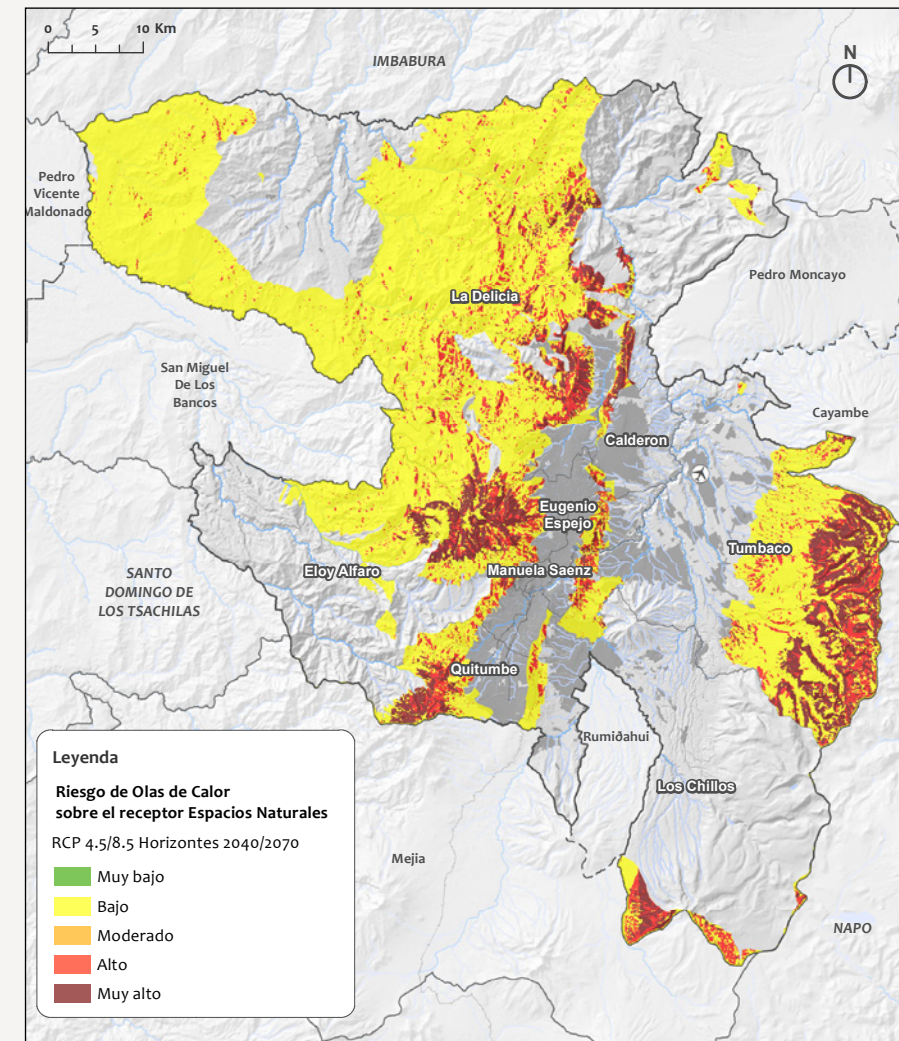 0 5 10 Km
IMBABURA
N
Pedro
Vicente
Maldonado
Pedro Moncayo
La Delicia
San Miguel
De Los
Bancos
Cayambe
Calderon
Eugenio
Espejo
Tumbaco
SANTO
DOMINGO DE
LOS TSACHILAS
Eloy Alfaro
Manuela Saenz
Quitumbe
Rumiðahui
Los Chillos
Mejia
NAPO
Leyenda
Riesgo de Olas de Calor
sobre el receptor Espacios Naturales
RCP 4.5/8.5 Horizontes 2040/2070
Muy bajo
Bajo
Moderado
Alto
Muy alto